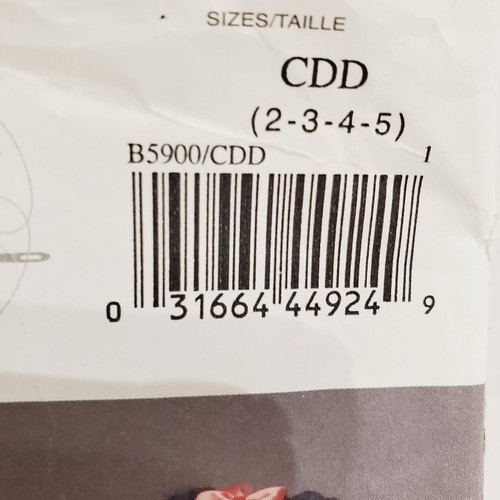 SIZES/TAILLE
CDD
(2-3-4-5)
B5900/CDD 1
0 31664 44924 9